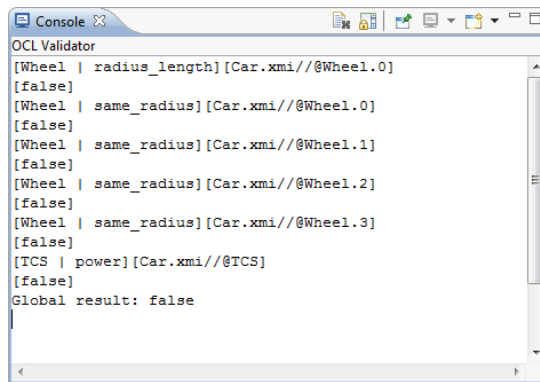 Console
OCL Validator
[Wheel | radius_length][Car.xmi//@Wheel.0]
[false]
[Wheel | same_radius][Car.xmi//@Wheel.0]
[false]
[Wheel | same_radius][Car.xmi//@Wheel.1]
[false]
[Wheel | same_radius][Car.xmi//@Wheel.2]
[false]
[Wheel | same_radius][Car.xmi//@Wheel.3]
[false]
[TCS | power][Car.xmi//@TCS]
[false]
Global result: false